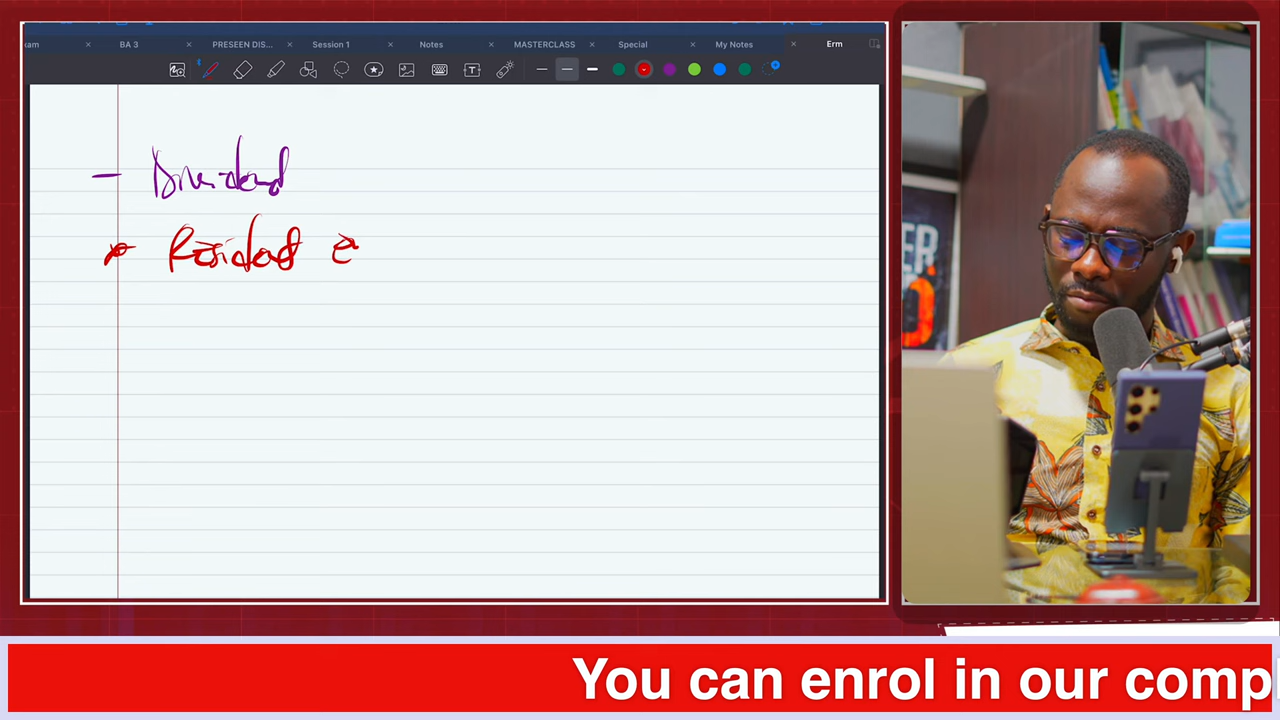 xam
BA 3
PRESEEN DIS...
Session 1
Notes
MASTERCLASS
Special
My Notes
Erm
- Dividend
You can enrol in our comp